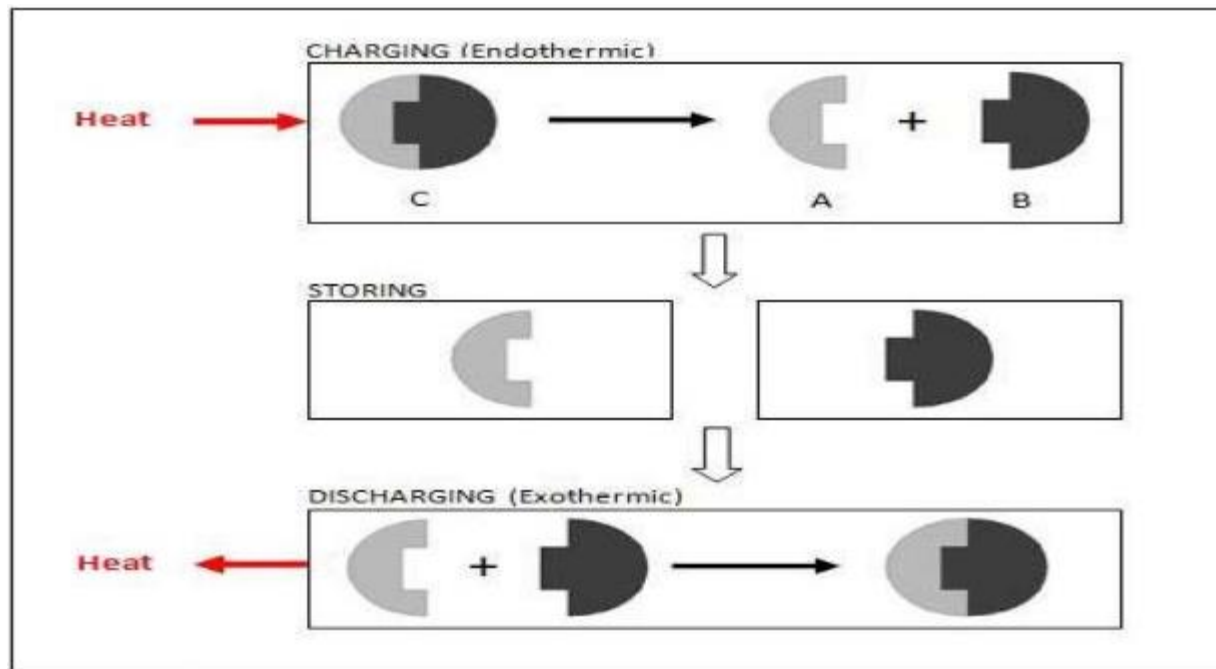 CHARGING (Endothermic)
Heat
+
C
A
B
STORING
DISCHARGING (Exothermic)
Heat
+